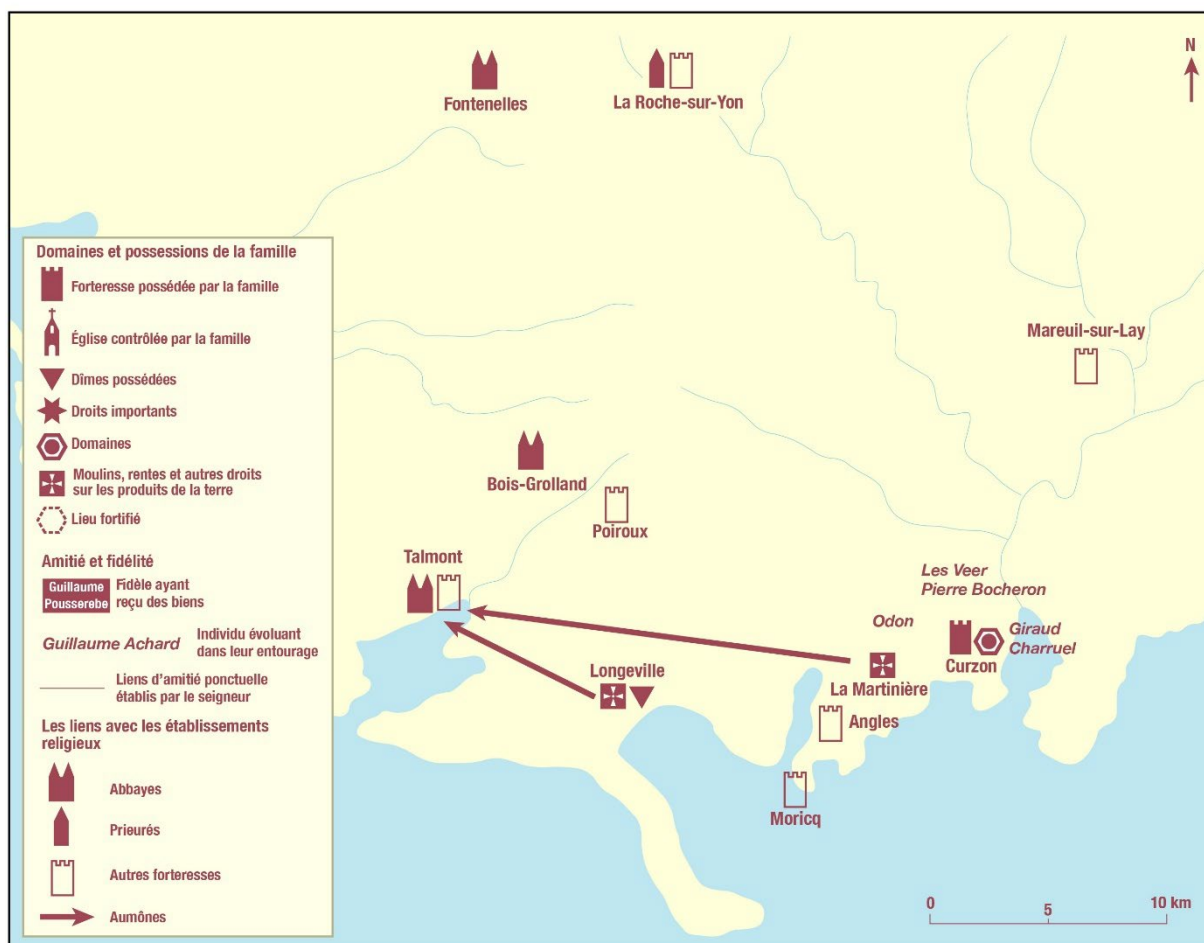 N
Fontenelles
La Roche-sur-Yon
Domaines et possessions de la famille
Forteresse possédée par la famille
Église contrôlée par la famille
Dîmes possédées
Droits importants
Domaines
Moulins, rentes et autres droits
sur les produits de la terre
Lieu fortifié
Amitié et fidélité
Guillaume
Pousserebe
Fidèle ayant
reçu des biens
Guillaume Achard
Individu évoluant
dans leur entourage
Liens d'amitié ponctuelle
établis par le seigneur
Les liens avec les établissements
religieux
Abbayes
Prieurés
Autres forteresses
Aumônes
Mareuil-sur-Lay
Bois-Grolland
Poiroux
Talmont
Les Veer
Pierre Bocheron
Odon
Giraud
Charruel
Curzon
Longeville
La Martinière
Angles
Moricq
0 5 10 km